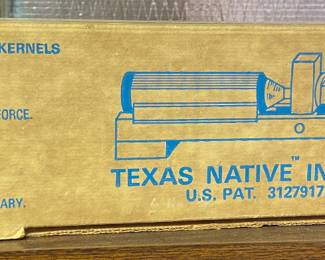 KERNELS
FORCE.
ARY.
TEXAS NATIVE™ IN
U.S. PAT. 3127917